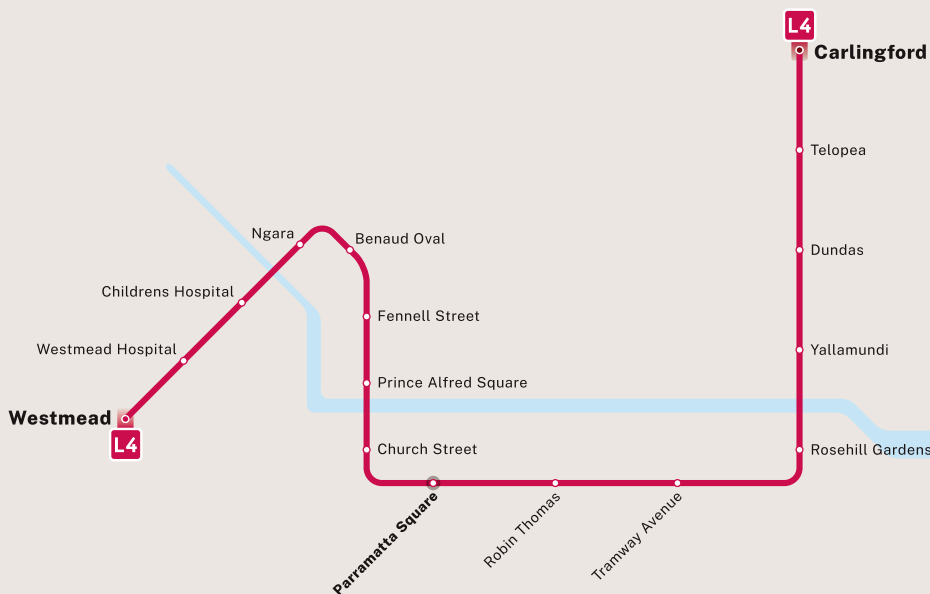 L4
Carlingford
Telopea
Ngara
Benaud Oval
Dundas
Childrens Hospital
Fennell Street
Westmead Hospital
Yallamundi
Prince Alfred Square
Westmead
L4
Church Street
Rosehill Gardens
Parramatta Square
Robin Thomas
Tramway Avenue